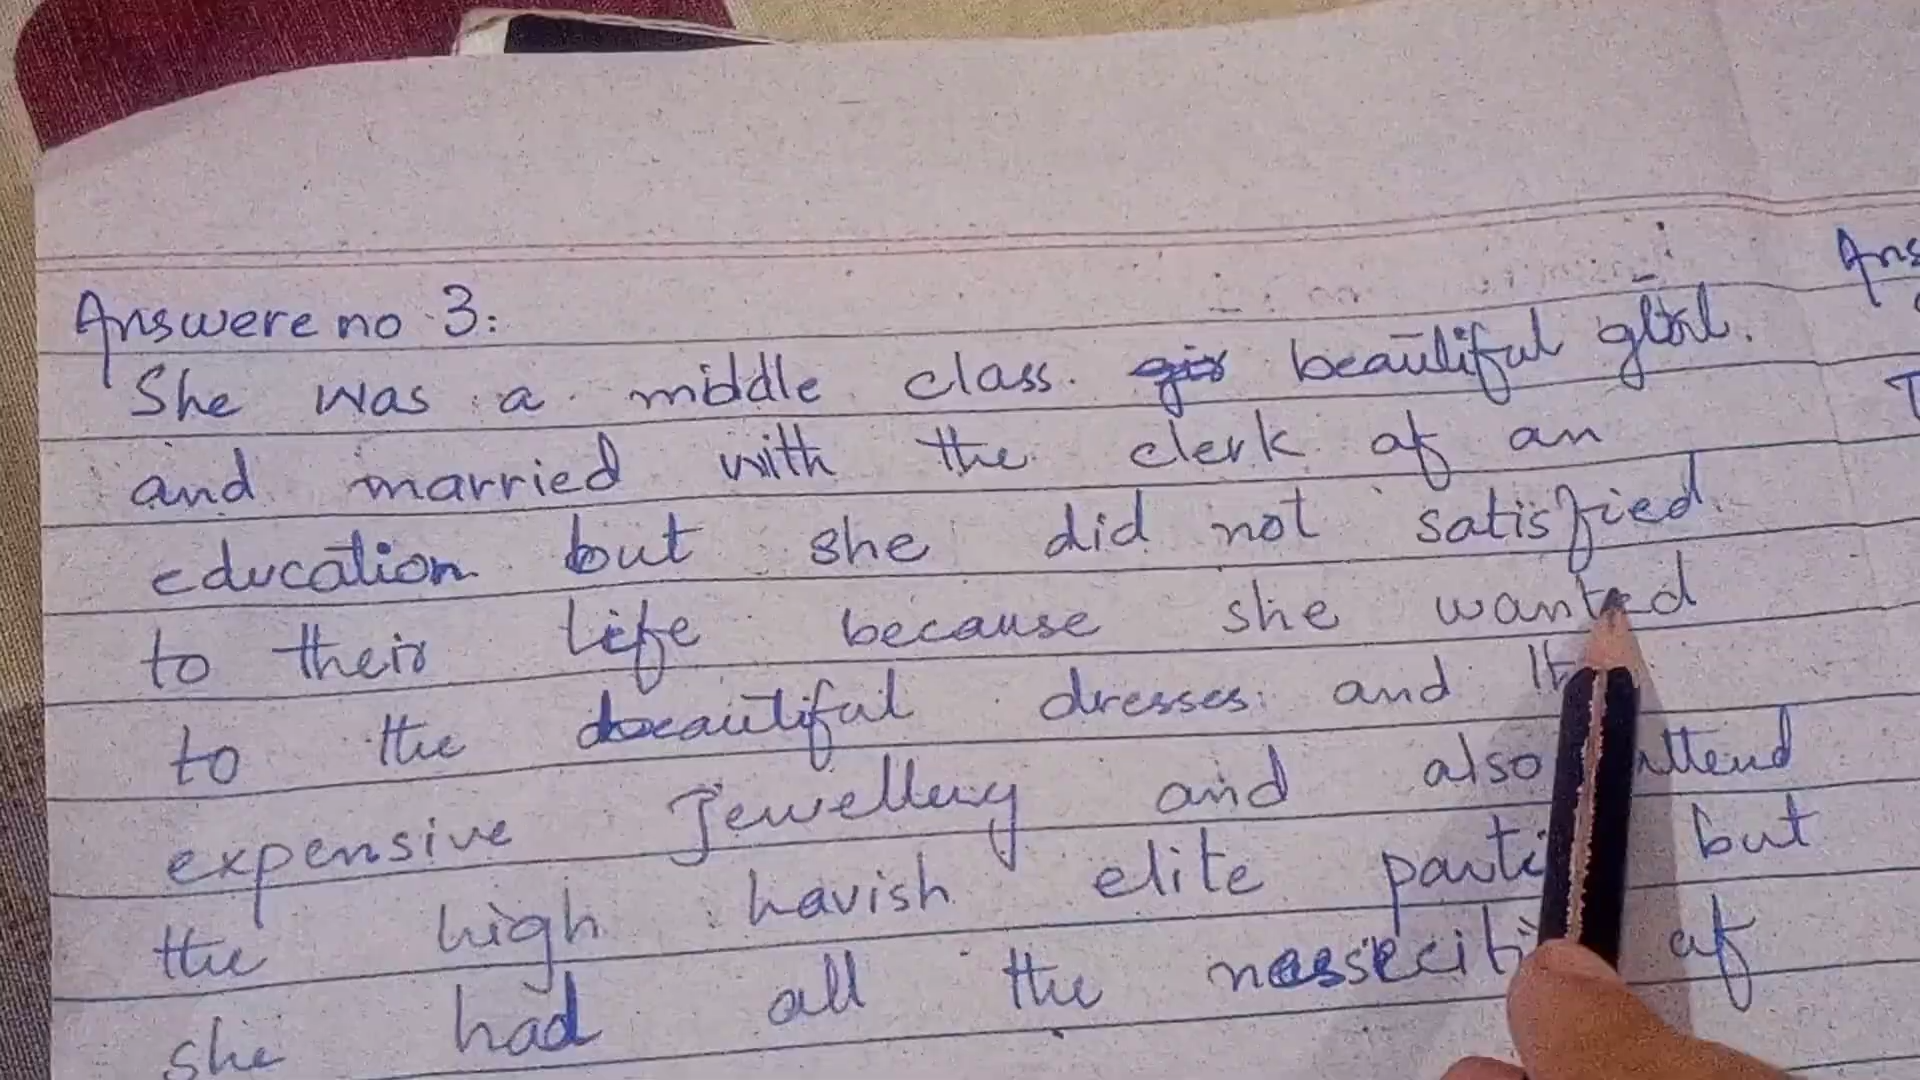 Answere no 3:
She was a middle class beautiful girl.
and married with the clerk of an
education but she did not satisfied.
to their life because she wanted
to the beautiful dresses and
expensive Jewellery and also attend
the high lavish elite but
she had all the of
Ans